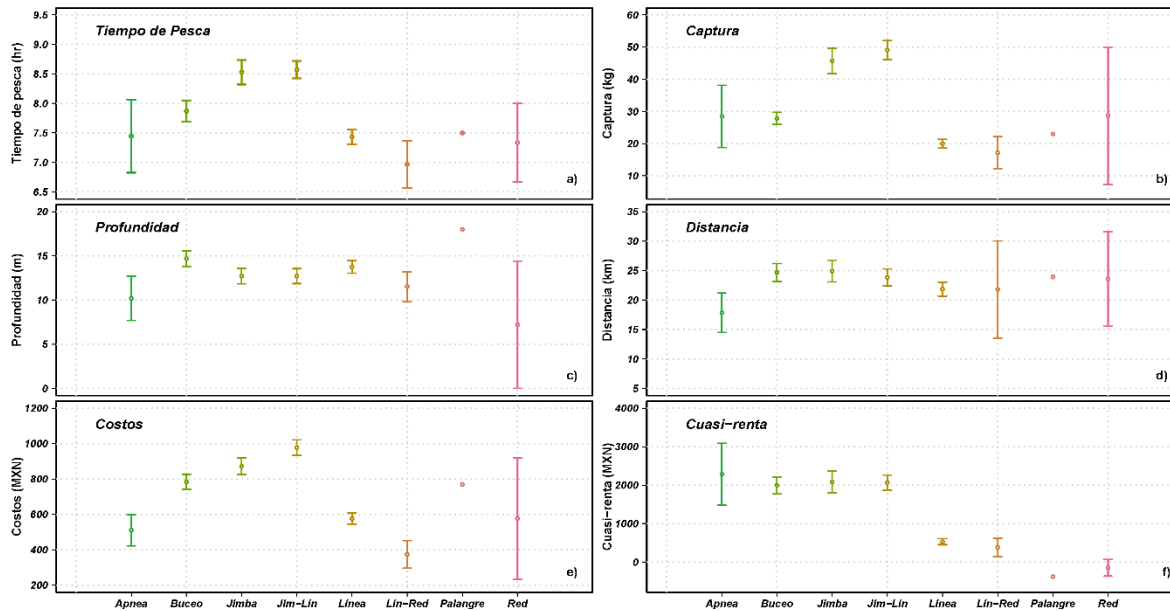 Tiempo de Pesca
Tiempo de pesca (hr)
9.5
9.0
8.5
8.0
7.5
7.0
6.5
a)
Captura
Captura (kg)
60
50
40
30
20
10
b)
Profundidad
Profundidad (m)
20
15
10
5
0
c)
Distancia
Distancia (km)
35
30
25
20
15
10
5
d)
Costos
Costos (MXN)
1200
1000
800
600
400
200
e)
Apnea Buceo Jimba Jim−Lin Línea Lin−Red Palangre Red
Cuasi−renta
Cuasi−renta (MXN)
4000
3000
2000
1000
0
f)
Apnea Buceo Jimba Jim−Lin Línea Lin−Red Palangre Red